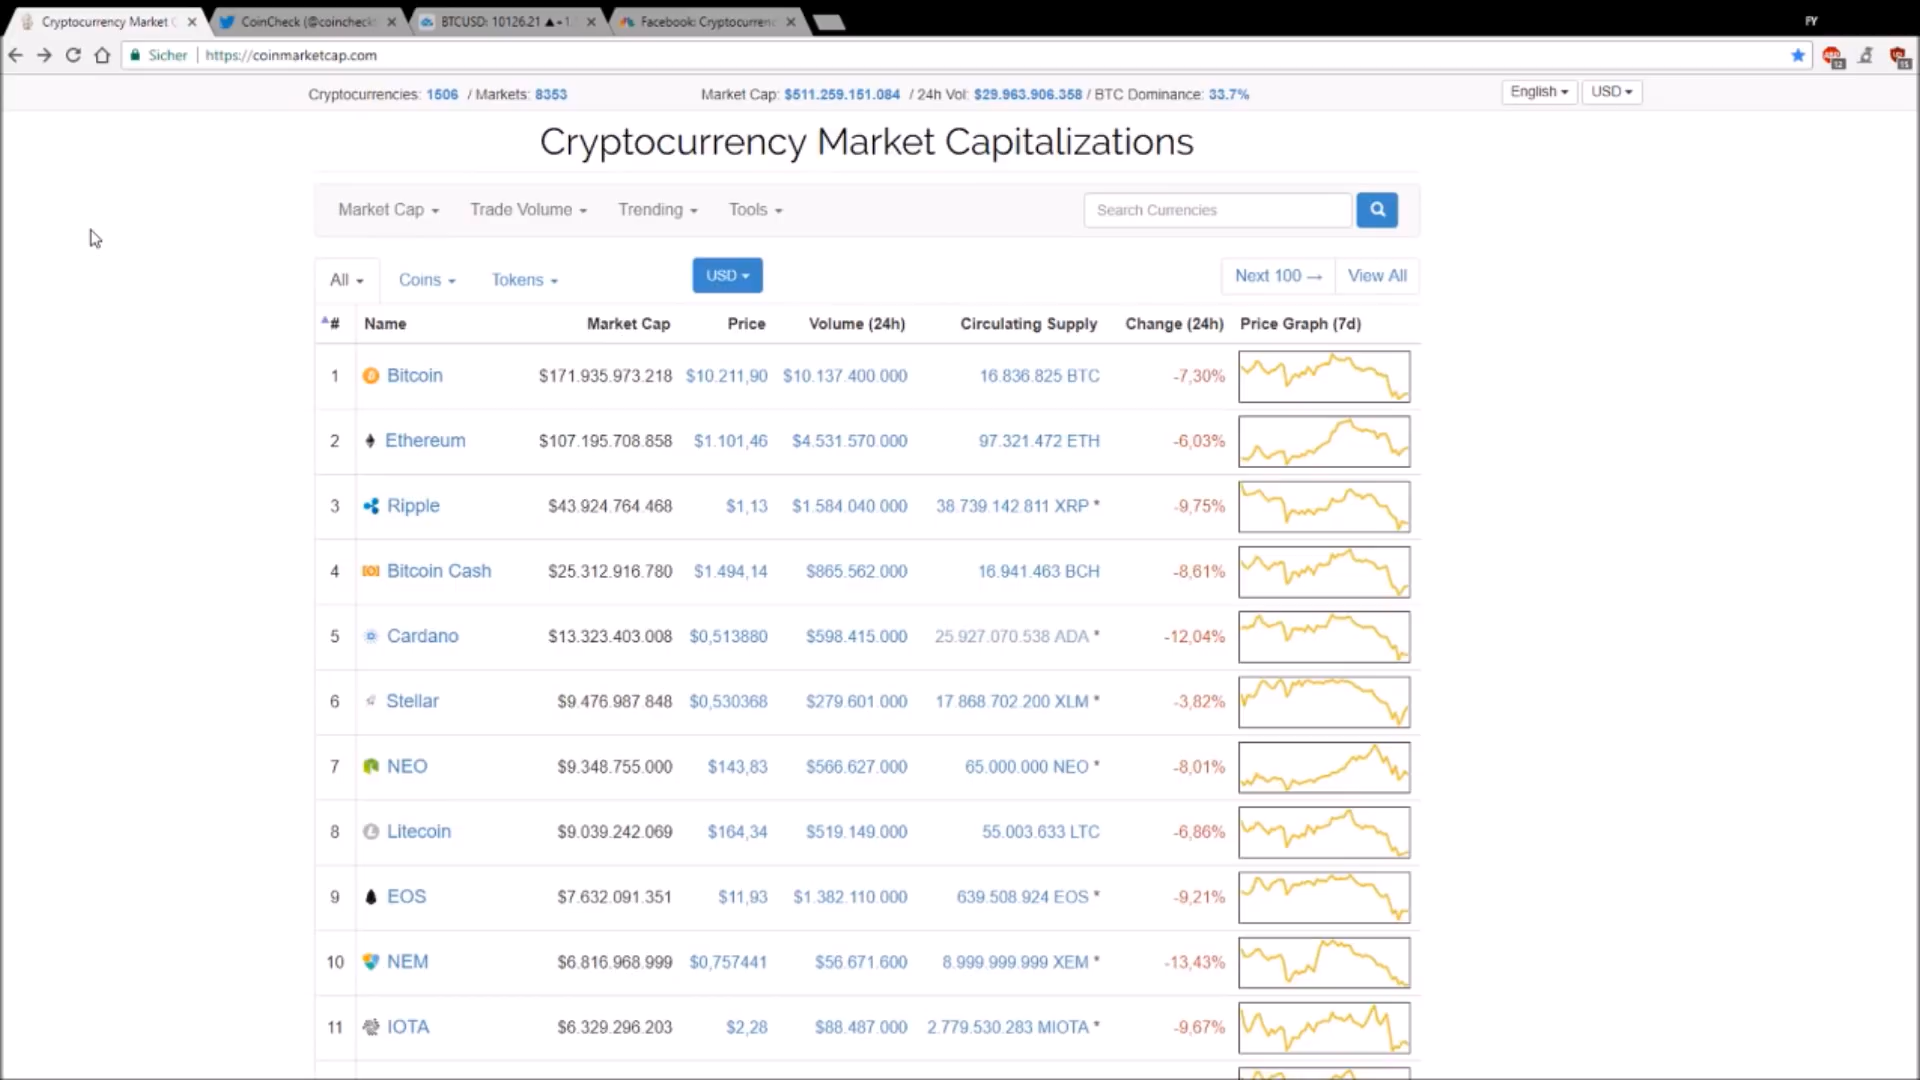 Cryptocurrency Market C
CoinCheck (@coincheck
BTCUSD: 10126.21 ▲+1
Facebook: Cryptocurrenc
FY
Sicher | https://coinmarketcap.com
12
15
Cryptocurrencies: 1506 / Markets: 8353
Market Cap: $511.259.151.084 / 24h Vol: $29.963.906.358 / BTC Dominance: 33.7%
English
USD
Cryptocurrency Market Capitalizations
Market Cap Trade Volume Trending Tools
Search Currencies
All Coins Tokens USD Next 100 → View All
# Name Market Cap Price Volume (24h) Circulating Supply Change (24h) Price Graph (7d)
1 Bitcoin $171.935.973.218 $10.211,90 $10.137.400.000 16.836.825 BTC -7,30%
2 Ethereum $107.195.708.858 $1.101,46 $4.531.570.000 97.321.472 ETH -6,03%
3 Ripple $43.924.764.468 $1,13 $1.584.040.000 38.739.142.811 XRP * -9,75%
4 Bitcoin Cash $25.312.916.780 $1.494,14 $865.562.000 16.941.463 BCH -8,61%
5 Cardano $13.323.403.008 $0,513880 $598.415.000 25.927.070.538 ADA * -12,04%
6 Stellar $9.476.987.848 $0,530368 $279.601.000 17.868.702.200 XLM * -3,82%
7 NEO $9.348.755.000 $143,83 $566.627.000 65.000.000 NEO * -8,01%
8 Litecoin $9.039.242.069 $164,34 $519.149.000 55.003.633 LTC -6,86%
9 EOS $7.632.091.351 $11,93 $1.382.110.000 639.508.924 EOS * -9,21%
10 NEM $6.816.968.999 $0,757441 $56.671.600 8.999.999.999 XEM * -13,43%
11 IOTA $6.329.296.203 $2,28 $88.487.000 2.779.530.283 MIOTA * -9,67%